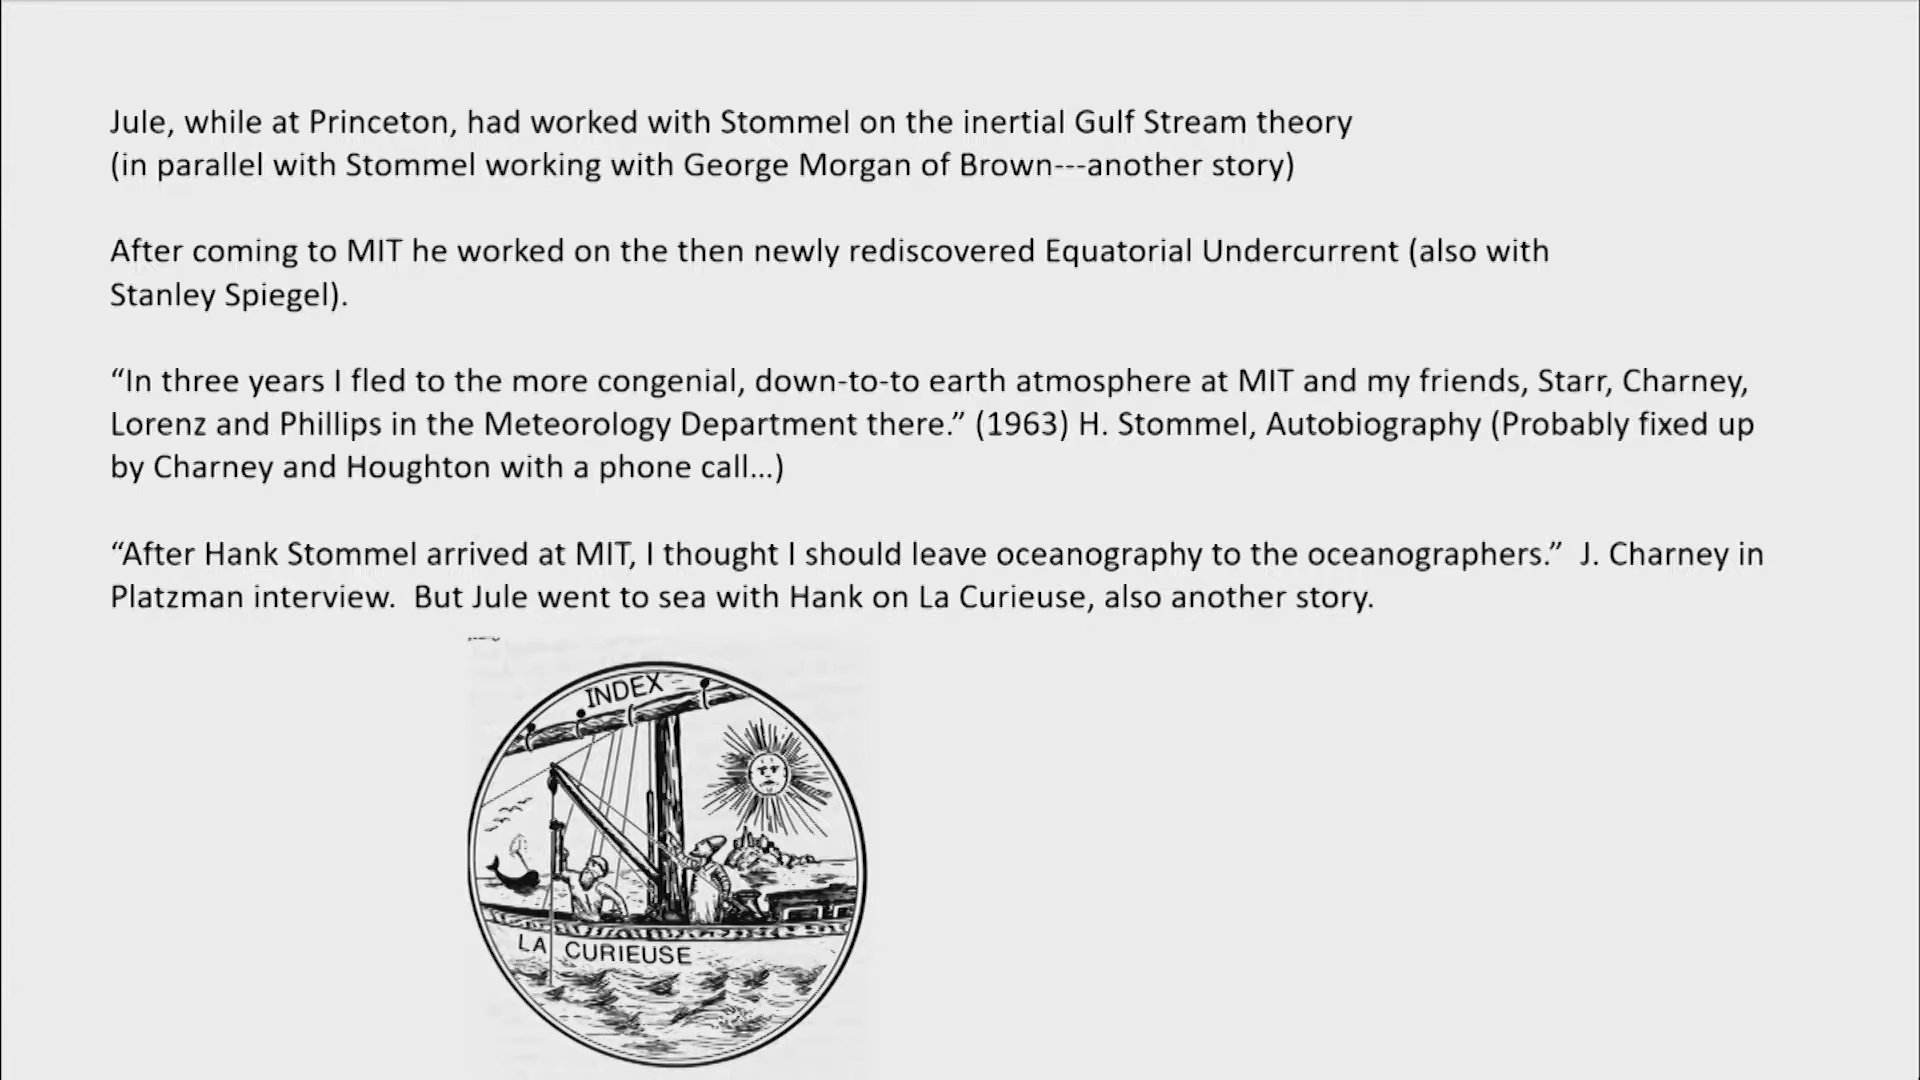 Jule, while at Princeton, had worked with Stommel on the inertial Gulf Stream theory
(in parallel with Stommel working with George Morgan of Brown---another story)
After coming to MIT he worked on the then newly rediscovered Equatorial Undercurrent (also with
Stanley Spiegel).
“In three years I fled to the more congenial, down-to-to earth atmosphere at MIT and my friends, Starr, Charney,
Lorenz and Phillips in the Meteorology Department there.” (1963) H. Stommel, Autobiography (Probably fixed up
by Charney and Houghton with a phone call...)
“After Hank Stommel arrived at MIT, I thought I should leave oceanography to the oceanographers.”  J. Charney in
Platzman interview.  But Jule went to sea with Hank on La Curieuse, also another story.
INDEX
LA CURIEUSE